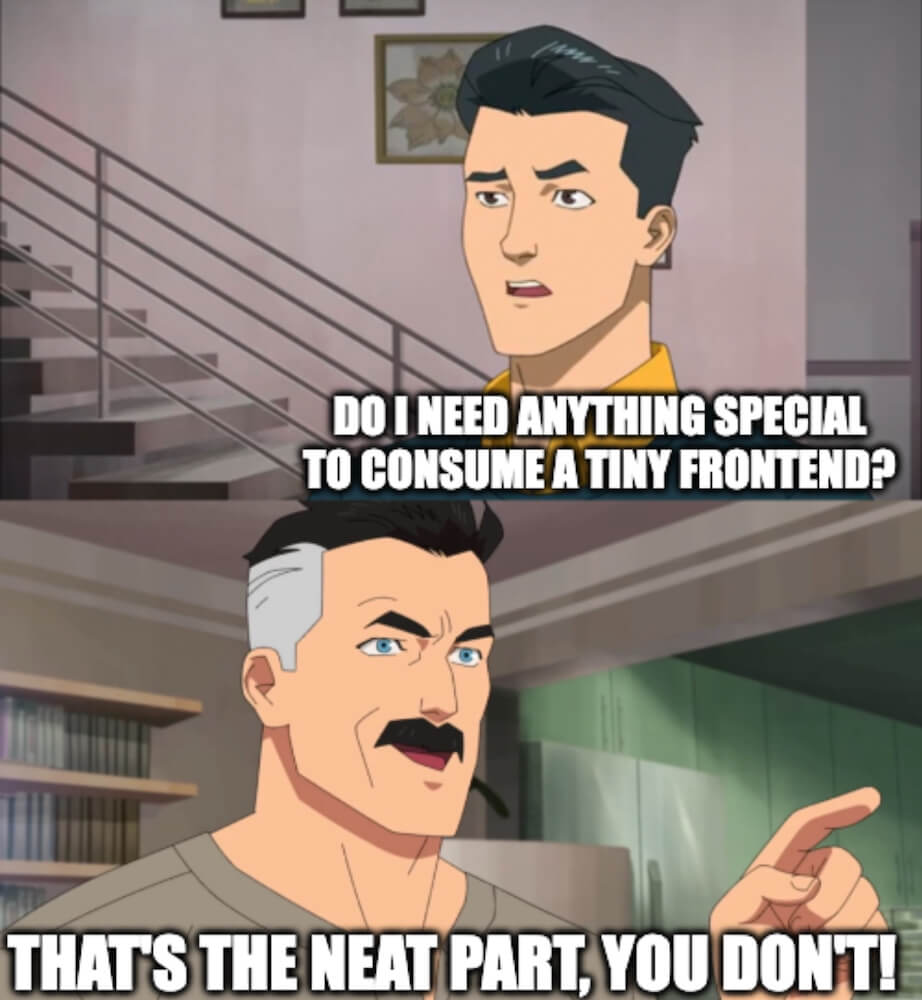 DO I NEED ANYTHING SPECIAL
TO CONSUME A TINY FRONTEND?
THAT'S THE NEAT PART, YOU DON'T!